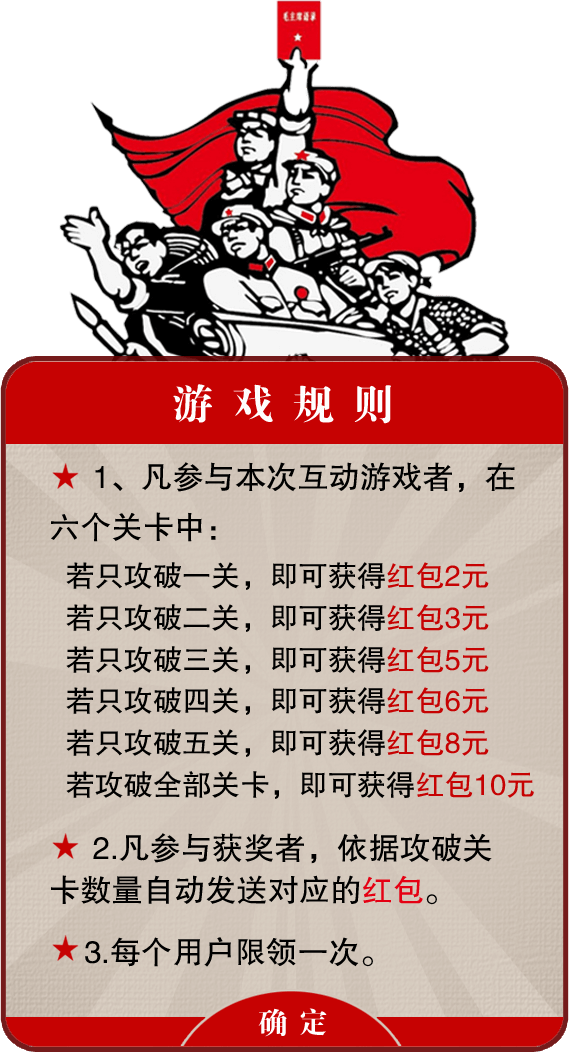 毛主席语录
游戏规则
★ 1、凡参与本次互动游戏者，在
六个关卡中：
若只攻破一关，即可获得红包2元
若只攻破二关，即可获得红包3元
若只攻破三关，即可获得红包5元
若只攻破四关，即可获得红包6元
若只攻破五关，即可获得红包8元
若攻破全部关卡，即可获得红包10元
★ 2.凡参与获奖者，依据攻破关
卡数量自动发送对应的红包。
★3.每个用户限领一次。
确定